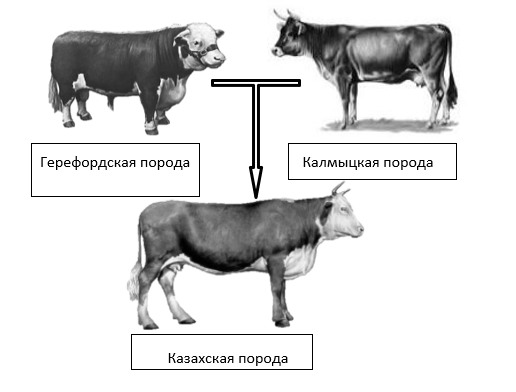 Герефордская порода
Калмыцкая порода
Казахская порода